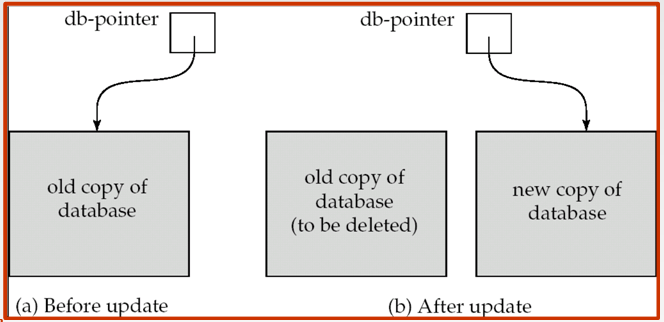 db-pointer
old copy of
database
(a) Before update
db-pointer
old copy of
database
(to be deleted)
new copy of
database
(b) After update